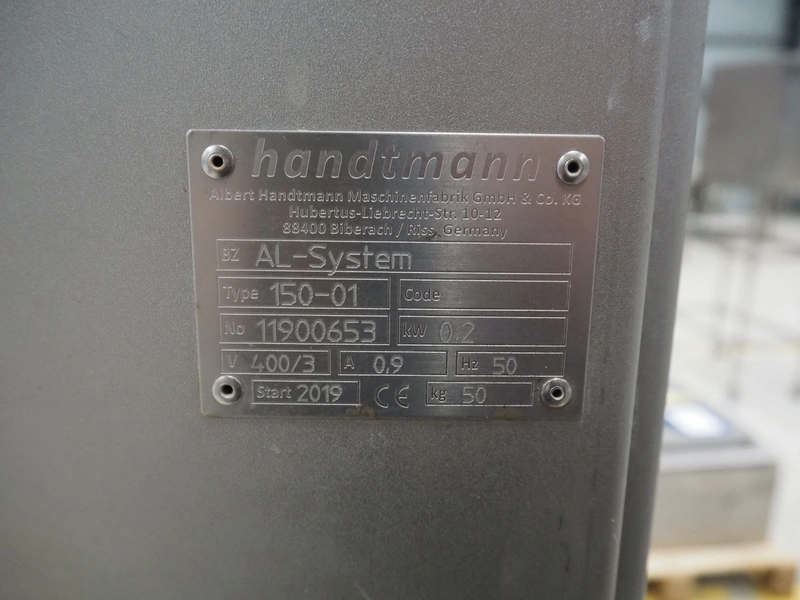 handtmann
Albert Handtmann Maschinenfabrik GmbH & Co. KG
Hubertus-Liebrecht-Str. 10-12
88400 Biberach / Riss, Germany
BZ AL-System
Type 150-01 Code
No 11900653 kW 0,2
V 400/3 A 0,9 Hz 50
Start 2019 CE kg 50